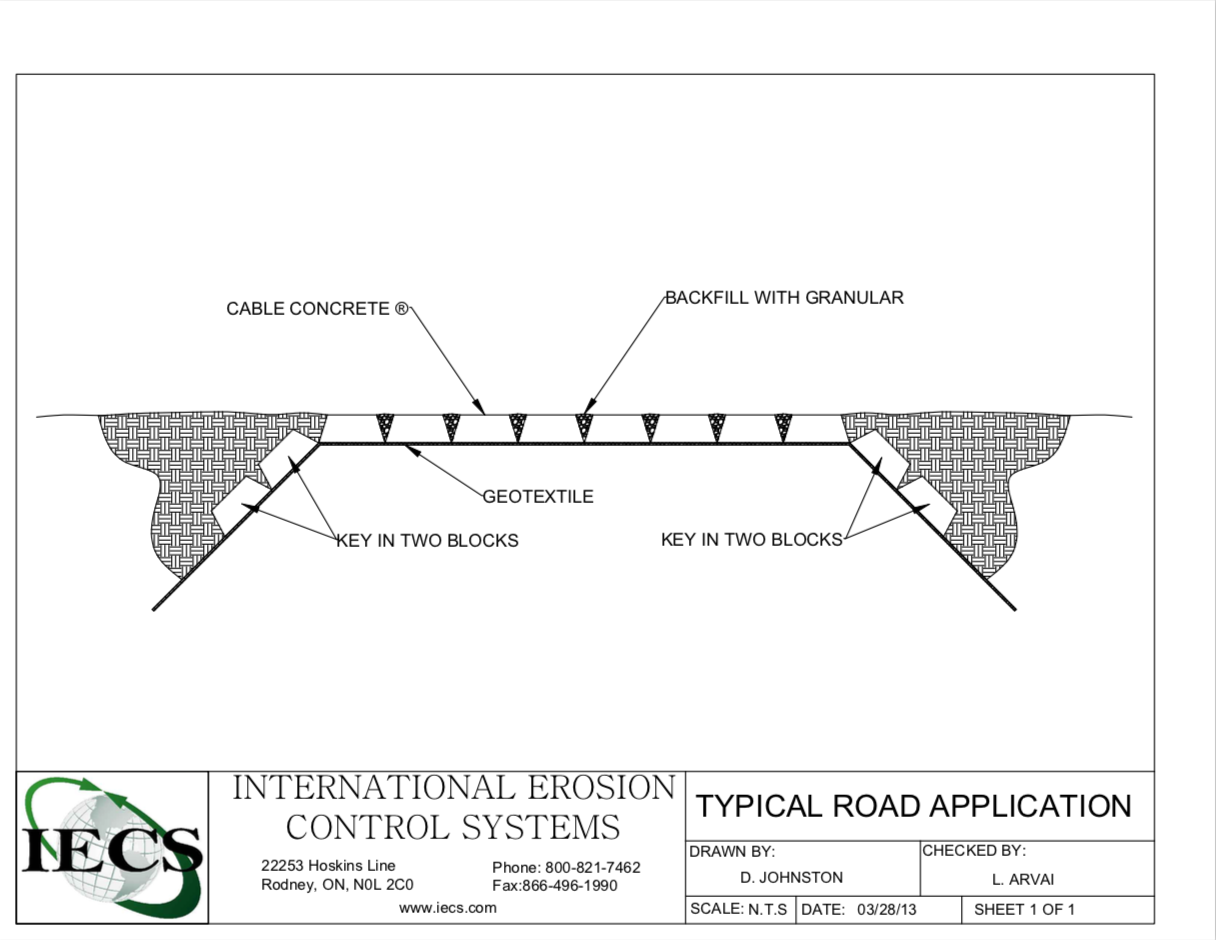 CABLE CONCRETE ®
BACKFILL WITH GRANULAR
GEOTEXTILE
KEY IN TWO BLOCKS
KEY IN TWO BLOCKS
IECS
INTERNATIONAL EROSION
CONTROL SYSTEMS
22253 Hoskins Line
Rodney, ON, N0L 2C0
Phone: 800-821-7462
Fax:866-496-1990
www.iecs.com
TYPICAL ROAD APPLICATION
DRAWN BY:
D. JOHNSTON
CHECKED BY:
L. ARVAI
SCALE: N.T.S
DATE: 03/28/13
SHEET 1 OF 1